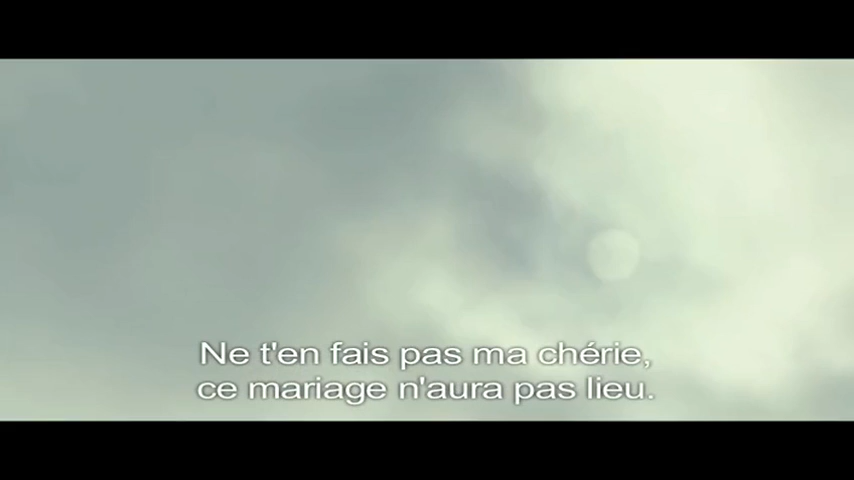 Ne t'en fais pas ma chérie,
ce mariage n'aura pas lieu.